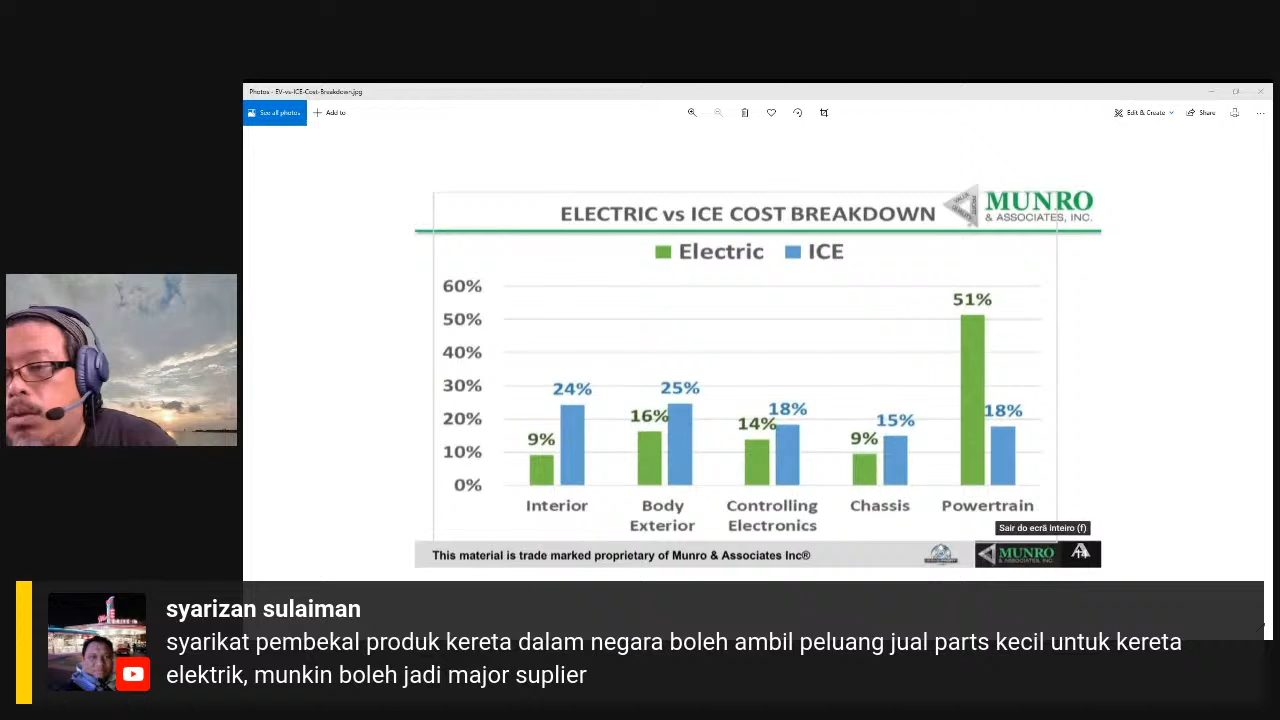 Photos - EV-vs-ICE-Cost-Breakdown.jpg
See all photos
Add to
Edit & Create
Share
ELECTRIC vs ICE COST BREAKDOWN
MUNRO
& ASSOCIATES, INC.
Electric
ICE
60%
50%
40%
30%
20%
10%
0%
9%
24%
16%
25%
14%
18%
9%
15%
51%
18%
Interior
Body
Exterior
Controlling
Electronics
Chassis
Powertrain
Sair do ecrã inteiro (f)
This material is trade marked proprietary of Munro & Associates Inc®
MUNRO
& ASSOCIATES, INC.
syarizan sulaiman
syarikat pembekal produk kereta dalam negara boleh ambil peluang jual parts kecil untuk kereta
elektrik, munkin boleh jadi major suplier